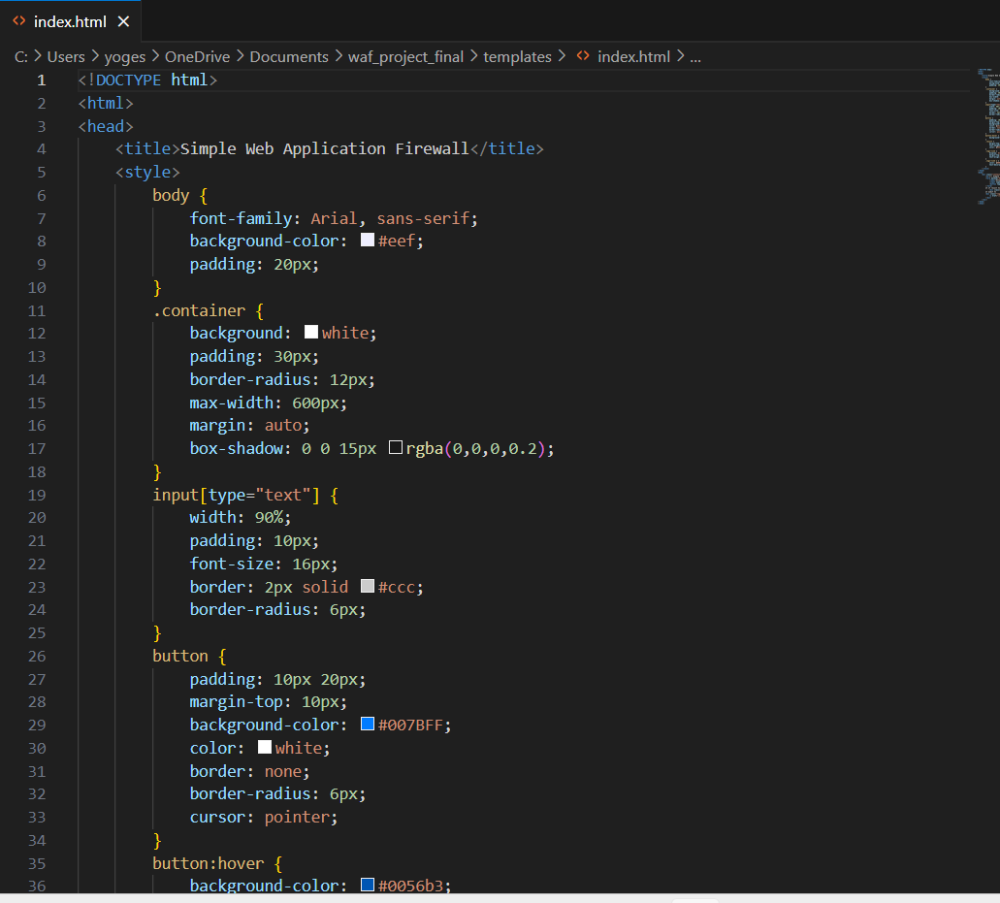 index.html
C: > Users > yoges > OneDrive > Documents > waf_project_final > templates > index.html > ...
1 <!DOCTYPE html>
2 <html>
3 <head>
4     <title>Simple Web Application Firewall</title>
5     <style>
6         body {
7             font-family: Arial, sans-serif;
8             background-color: #eef;
9             padding: 20px;
10         }
11         .container {
12             background: white;
13             padding: 30px;
14             border-radius: 12px;
15             max-width: 600px;
16             margin: auto;
17             box-shadow: 0 0 15px rgba(0,0,0,0.2);
18         }
19         input[type="text"] {
20             width: 90%;
21             padding: 10px;
22             font-size: 16px;
23             border: 2px solid #ccc;
24             border-radius: 6px;
25         }
26         button {
27             padding: 10px 20px;
28             margin-top: 10px;
29             background-color: #007BFF;
30             color: white;
31             border: none;
32             border-radius: 6px;
33             cursor: pointer;
34         }
35         button:hover {
36             background-color: #0056b3;